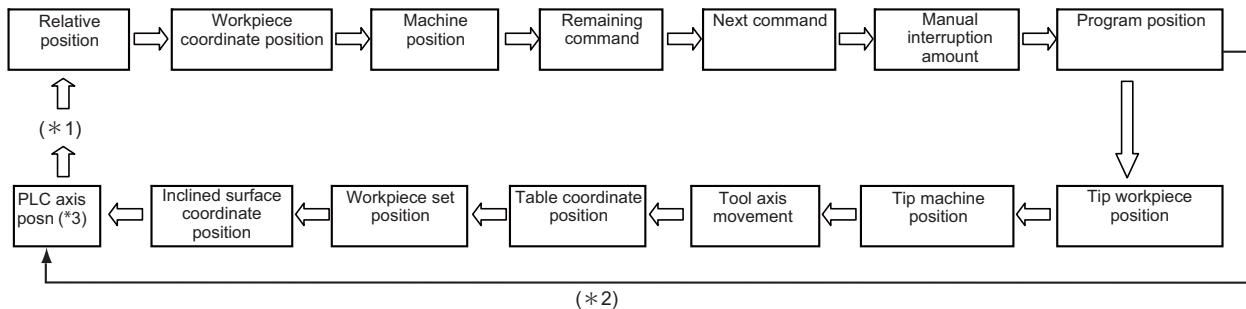 Relative
position
Workpiece
coordinate position
Machine
position
Remaining
command
Next command
Manual
interruption
amount
Program position
(＊1)
PLC axis
posn (*3)
Inclined surface
coordinate
position
Workpiece set
position
Table coordinate
position
Tool axis
movement
Tip machine
position
Tip workpiece
position
(＊2)